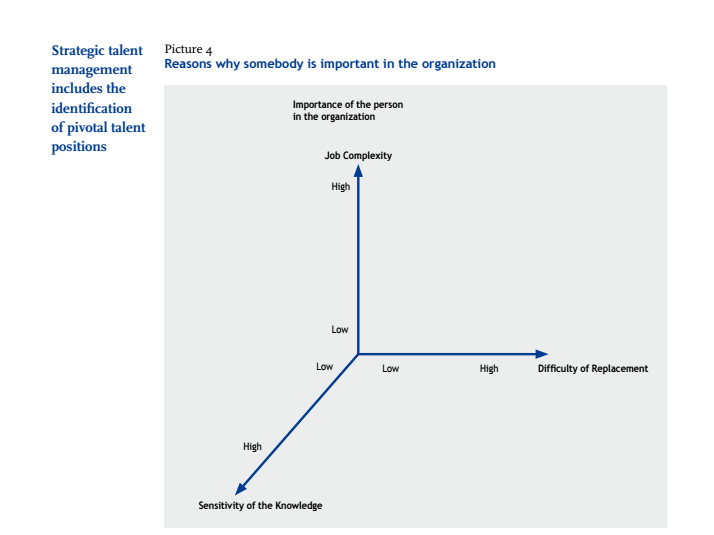 Strategic talent
management
includes the
identification
of pivotal talent
positions
Picture 4
Reasons why somebody is important in the organization
Importance of the person
in the organization
Job Complexity
High
Low
Low
Low
High
Difficulty of Replacement
High
Sensitivity of the Knowledge